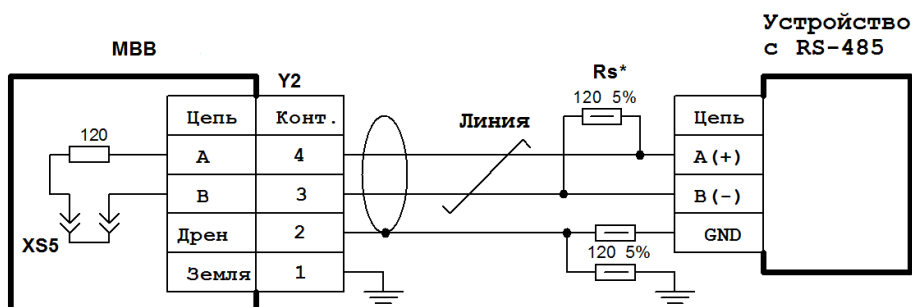 Устройство
с RS-485
МВВ
Y2
Rs*
120 5%
Цепь Конт.
Линия
Цепь
120
А 4
А(+)
В 3
В(-)
XS5
Дрен 2
GND
120 5%
Земля 1